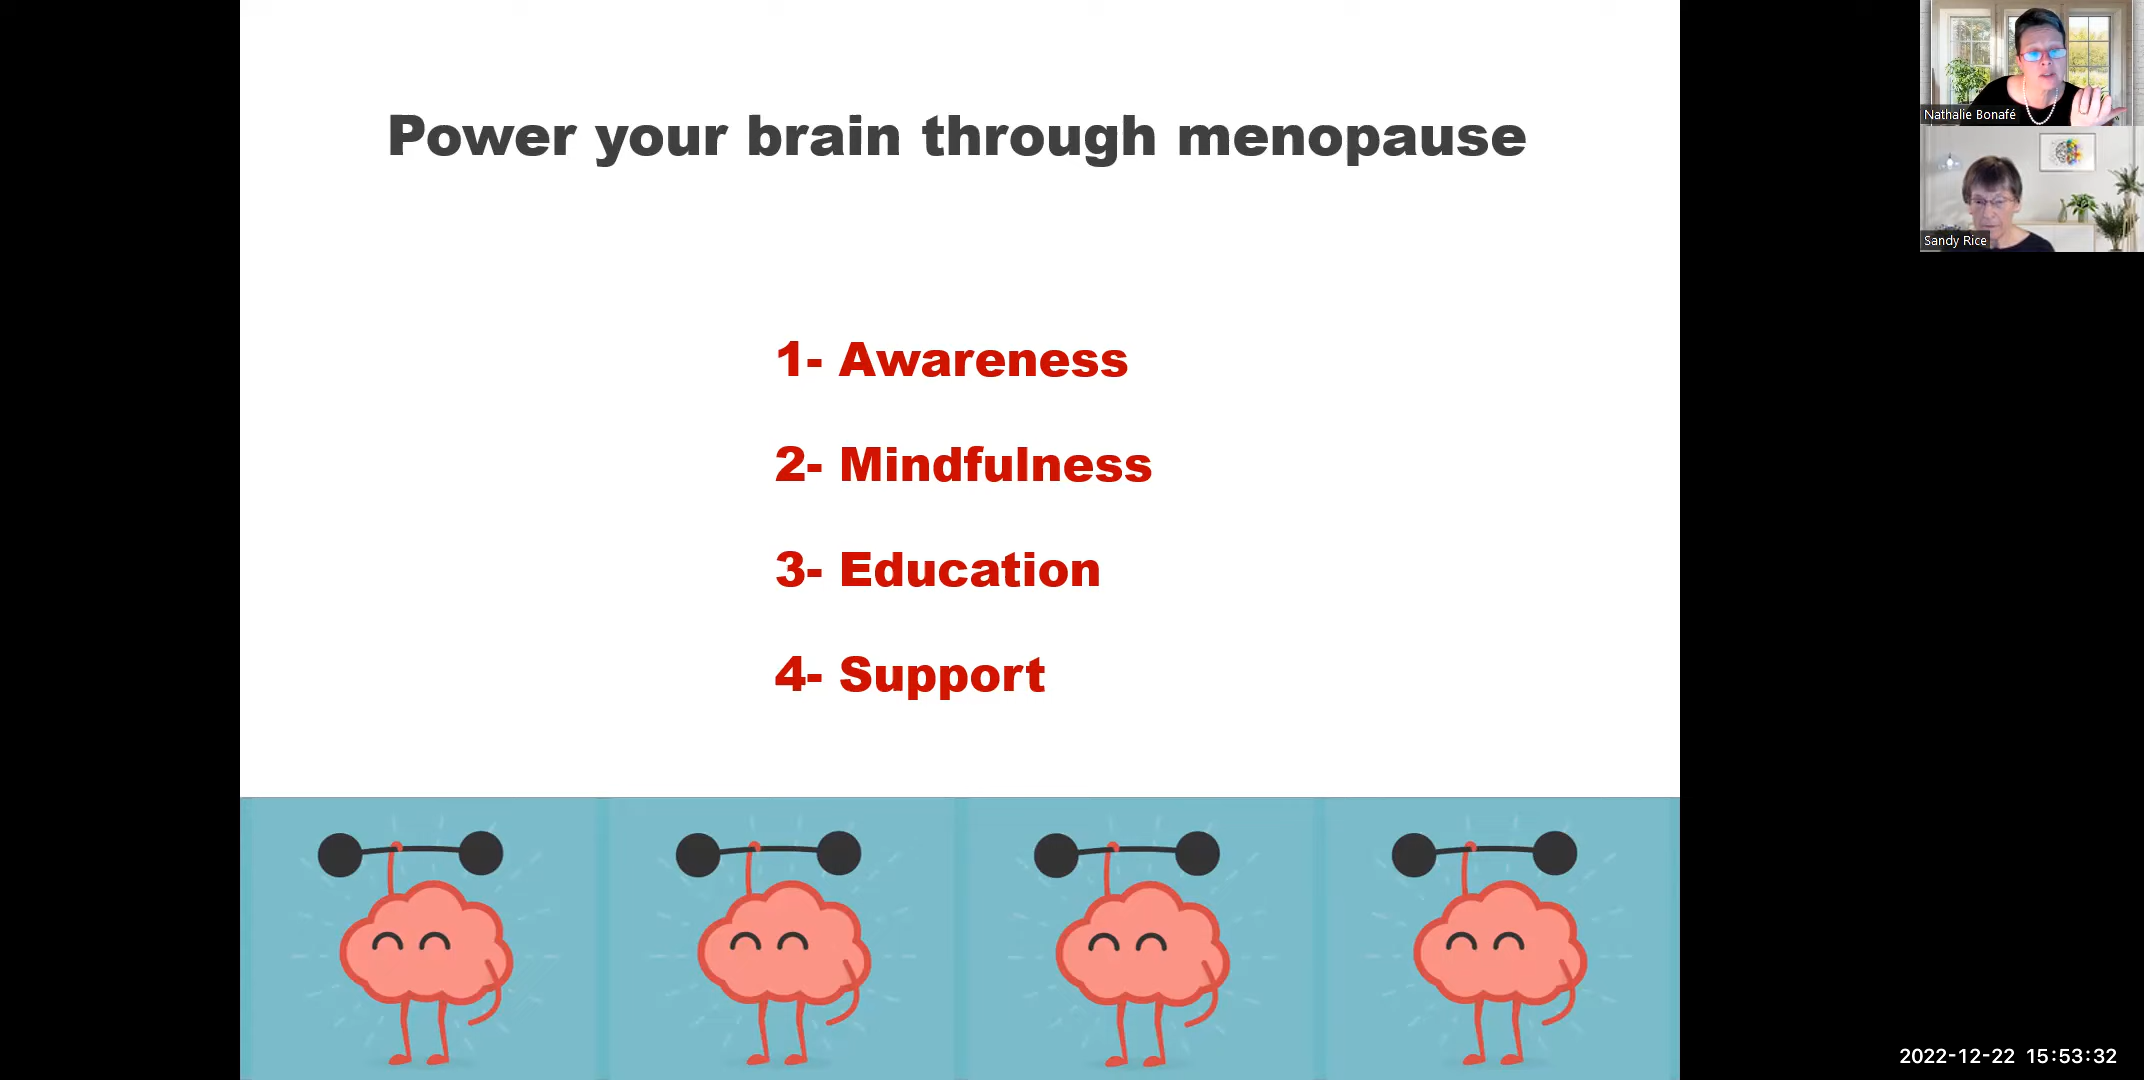 Power your brain through menopause
1- Awareness
2- Mindfulness
3- Education
4- Support
Nathalie Bonafé
Sandy Rice
2022-12-22 15:53:32